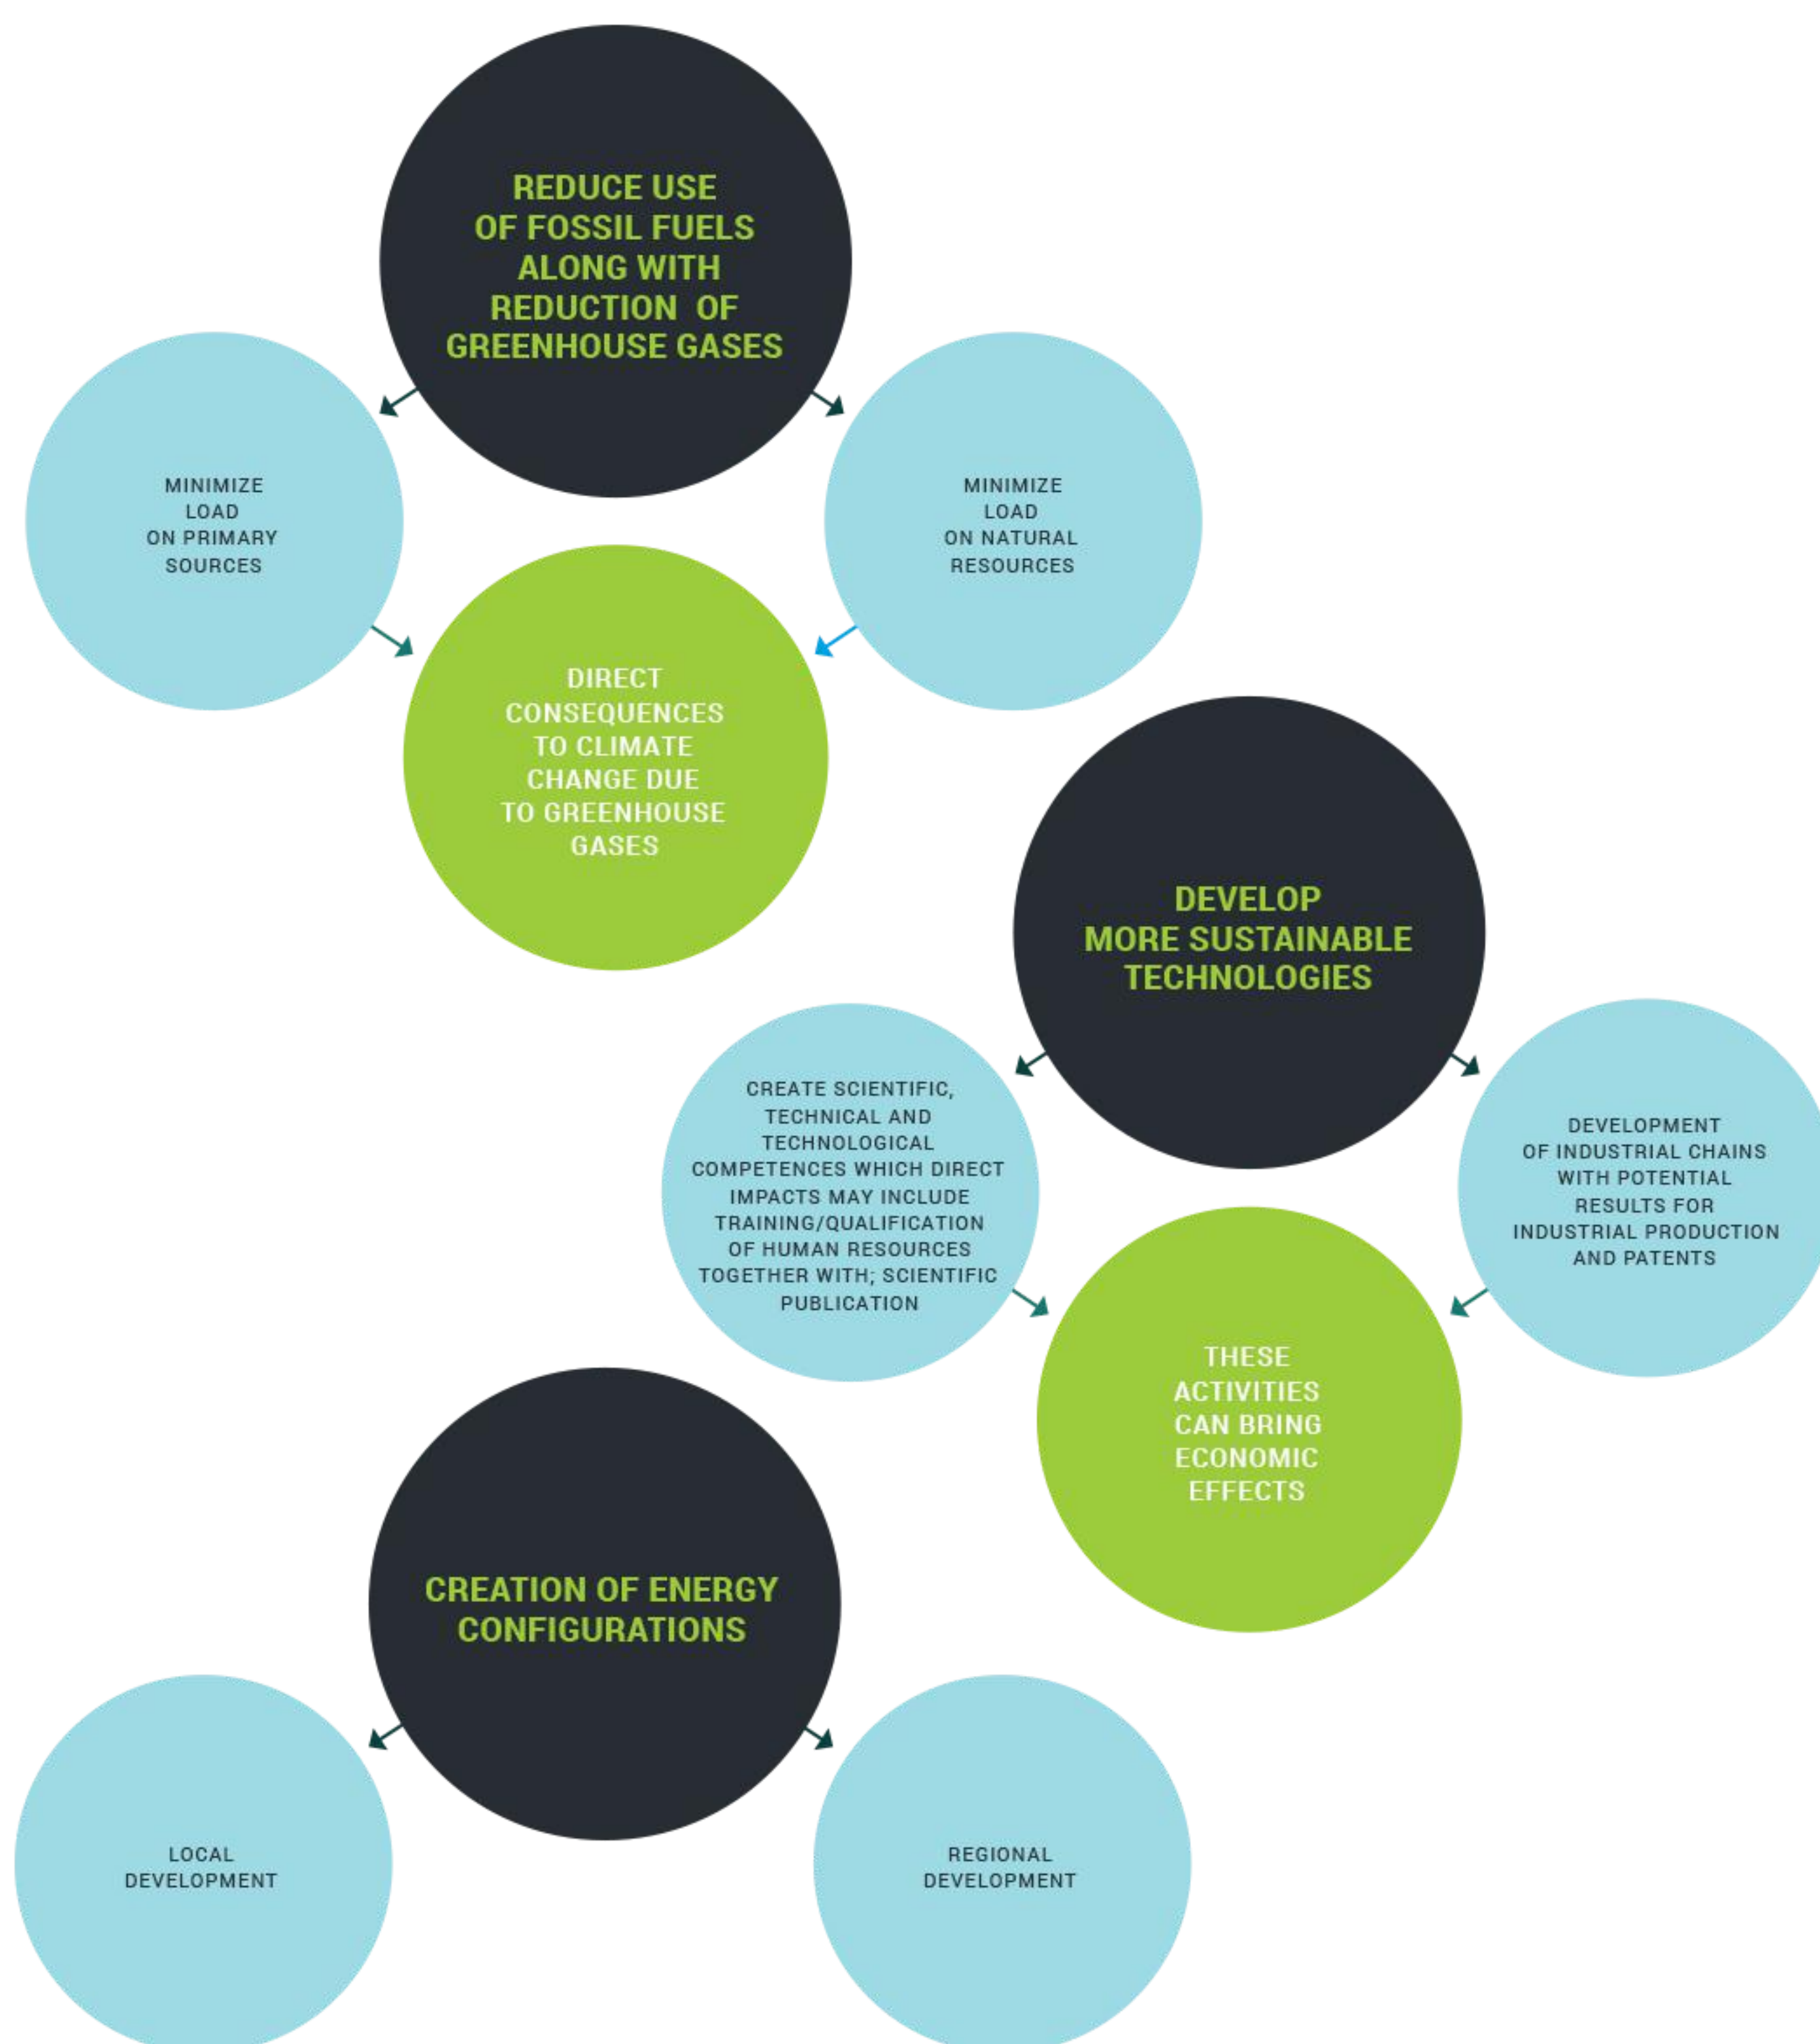 REDUCE USE
OF FOSSIL FUELS
ALONG WITH
REDUCTION OF
GREENHOUSE GASES
MINIMIZE
LOAD
ON PRIMARY
SOURCES
MINIMIZE
LOAD
ON NATURAL
RESOURCES
DIRECT
CONSEQUENCES
TO CLIMATE
CHANGE DUE
TO GREENHOUSE
GASES
DEVELOP
MORE SUSTAINABLE
TECHNOLOGIES
CREATE SCIENTIFIC,
TECHNICAL AND
TECHNOLOGICAL
COMPETENCES WHICH DIRECT
IMPACTS MAY INCLUDE
TRAINING/QUALIFICATION
OF HUMAN RESOURCES
TOGETHER WITH; SCIENTIFIC
PUBLICATION
DEVELOPMENT
OF INDUSTRIAL CHAINS
WITH POTENTIAL
RESULTS FOR
INDUSTRIAL PRODUCTION
AND PATENTS
THESE
ACTIVITIES
CAN BRING
ECONOMIC
EFFECTS
CREATION OF ENERGY
CONFIGURATIONS
LOCAL
DEVELOPMENT
REGIONAL
DEVELOPMENT